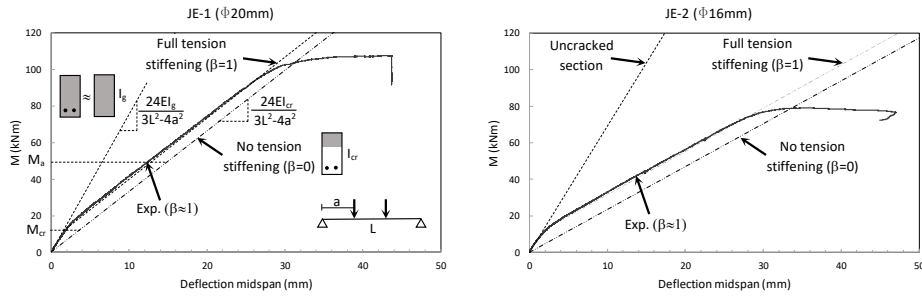 JE-1 (Φ20mm)
120
100
80
60
40
20
0
M (kNm)
Ma
Mcr
Full tension
stiffening (β=1)
≈
Ig
24EIg
3L²-4a²
24EIcr
3L²-4a²
No tension
stiffening (β=0)
Icr
Exp. (β≈1)
a
L
0 10 20 30 40 50
Deflection midspan (mm)
JE-2 (Φ16mm)
120
100
80
60
40
20
0
M (kNm)
Uncracked
section
Full tension
stiffening (β=1)
No tension
stiffening (β=0)
Exp. (β≈1)
0 10 20 30 40 50
Deflection midspan (mm)